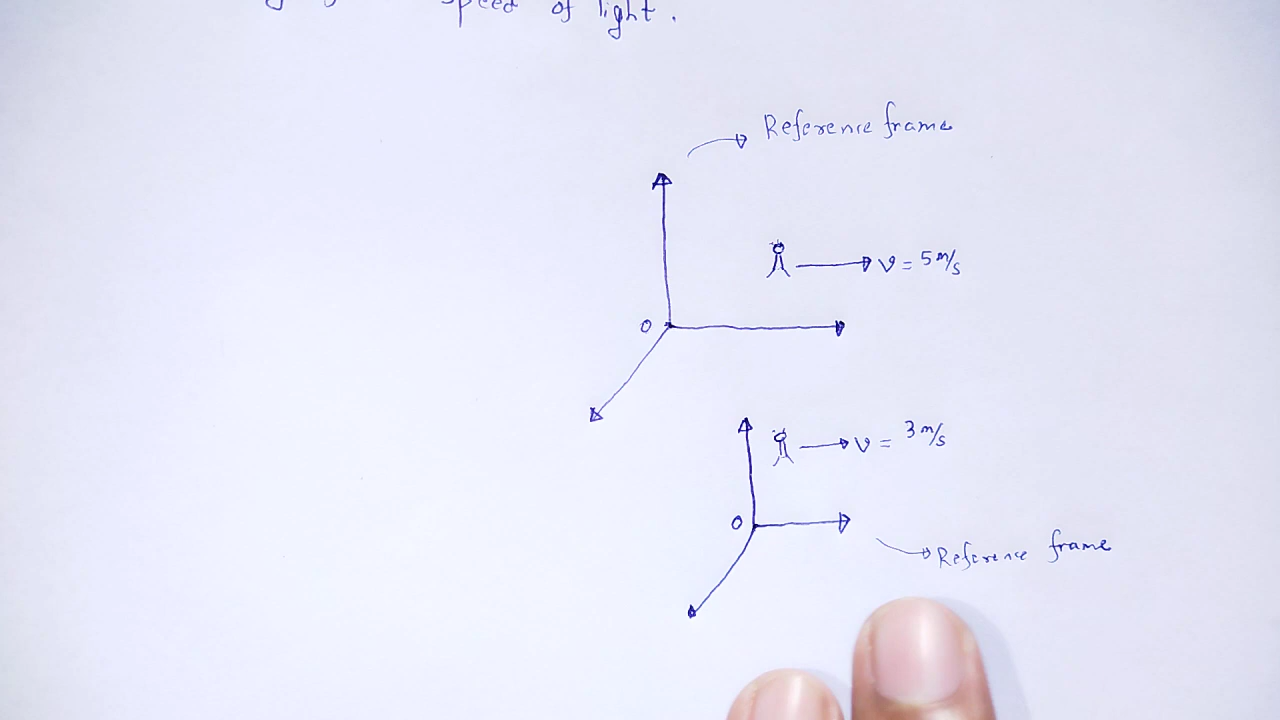 speed of light.
Reference frame
v = 5 m/s
O
v = 3 m/s
O
Reference frame